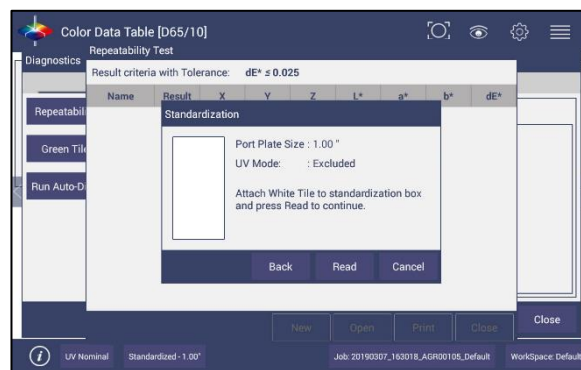 Color Data Table [D65/10]
Repeatability Test
Diagnostics
Result criteria with Tolerance: dE* ≤ 0.025
Name Result X Y Z L* a* b* dE*
Repeatabil
Standardization
Port Plate Size : 1.00 "
Green Tile
UV Mode: : Excluded
Run Auto-Di
Attach White Tile to standardization box
and press Read to continue.
Back Read Cancel
New Open Print Close
Close
UV Nominal Standardized - 1.00" Job: 20190307_163018_AGR00105_Default WorkSpace: Default